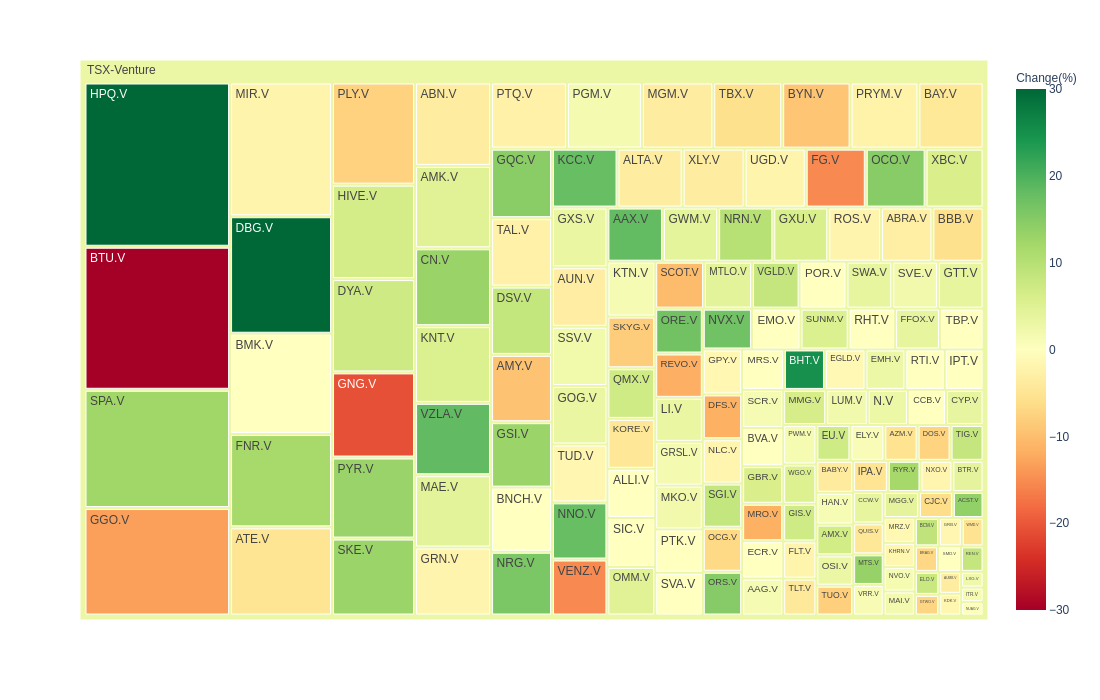 TSX-Venture
HPQ.V
BTU.V
SPA.V
GGO.V
MIR.V
DBG.V
BMK.V
FNR.V
ATE.V
PLY.V
HIVE.V
DYA.V
GNG.V
PYR.V
SKE.V
ABN.V
AMK.V
CN.V
KNT.V
VZLA.V
MAE.V
GRN.V
PTQ.V
PGM.V
MGM.V
TBX.V
BYN.V
PRYM.V
BAY.V
GQC.V
TAL.V
DSV.V
AMY.V
GSI.V
BNCH.V
NRG.V
KCC.V
ALTA.V
XLY.V
UGD.V
FG.V
OCO.V
XBC.V
GXS.V
AUN.V
SSV.V
GOG.V
TUD.V
NNO.V
VENZ.V
AAX.V
GWM.V
NRN.V
GXU.V
ROS.V
ABRA.V
BBB.V
KTN.V
SKYG.V
QMX.V
KORE.V
ALLI.V
SIC.V
OMM.V
SCOT.V
MTLO.V
VGLD.V
POR.V
SWA.V
SVE.V
GTT.V
ORE.V
REVO.V
LI.V
GRSL.V
MKO.V
PTK.V
SVA.V
NVX.V
EMO.V
SUNM.V
RHT.V
FFOX.V
TBP.V
GPY.V
DFS.V
NLC.V
SGI.V
OCG.V
ORS.V
MRS.V
BHT.V
EGLD.V
EMH.V
RTI.V
IPT.V
SCR.V
MMG.V
LUM.V
N.V
CCB.V
CYP.V
BVA.V
GBR.V
MRO.V
ECR.V
AAG.V
PWM.V
WGO.V
GIS.V
FLT.V
TLT.V
EU.V
ELY.V
AZM.V
DOS.V
TIG.V
BABY.V
IPA.V
RYR.V
NXO.V
BTR.V
HAN.V
AMX.V
OSI.V
TUO.V
CCW.V
MGG.V
CJC.V
ACST.V
QUIS.V
MTS.V
VRR.V
MRZ.V
KHRN.V
NVO.V
MAI.V
BCM.V
ELO.V
REN.V
ITR.V
Change(%)
30
20
10
0
−10
−20
−30